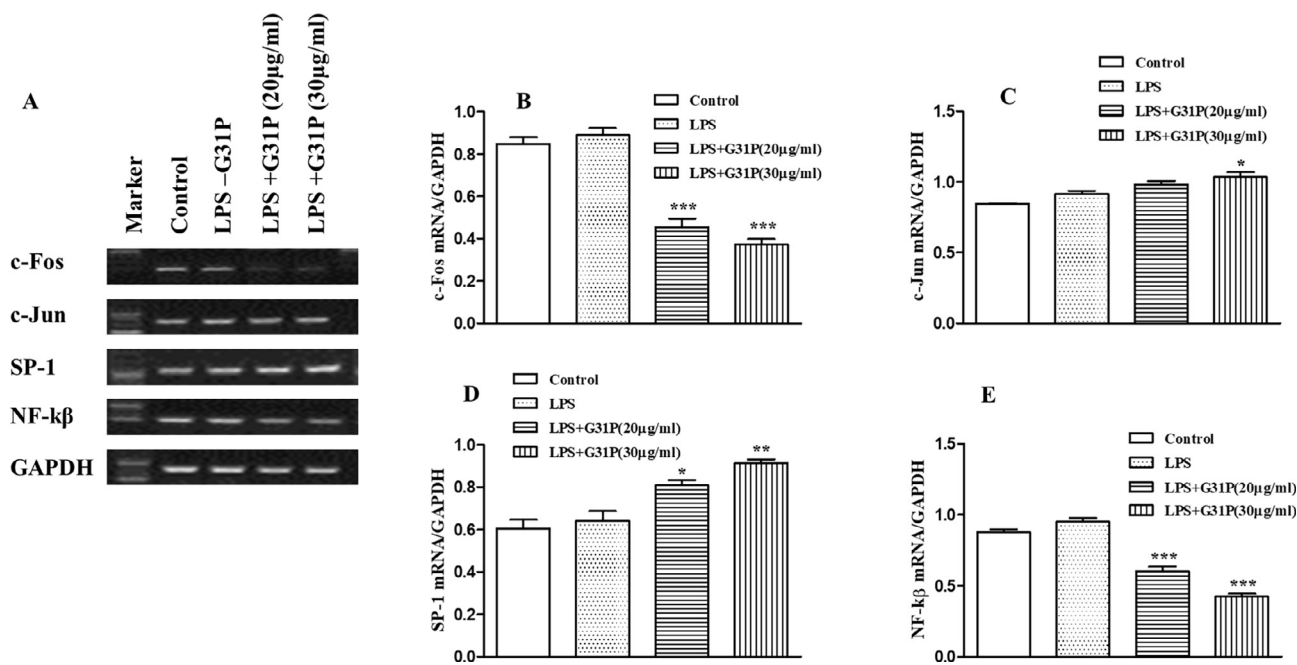 A
Marker
Control
LPS –G31P
LPS +G31P (20µg/ml)
LPS +G31P (30µg/ml)
c-Fos
c-Jun
SP-1
NF-kβ
GAPDH
B
Control
LPS
LPS+G31P(20µg/ml)
LPS+G31P(30µg/ml)
c-Fos mRNA/GAPDH
1.0
0.8
0.6
0.4
0.2
0.0
***
***
C
Control
LPS
LPS+G31P(20µg/ml)
LPS+G31P(30µg/ml)
c-Jun mRNA/GAPDH
1.5
1.0
0.5
0.0
*
D
Control
LPS
LPS+G31P(20µg/ml)
LPS+G31P(30µg/ml)
SP-1 mRNA/GAPDH
1.0
0.8
0.6
0.4
0.2
0.0
*
**
E
Control
LPS
LPS+G31P(20µg/ml)
LPS+G31P(30µg/ml)
NF-kβ mRNA/GAPDH
1.5
1.0
0.5
0.0
***
***